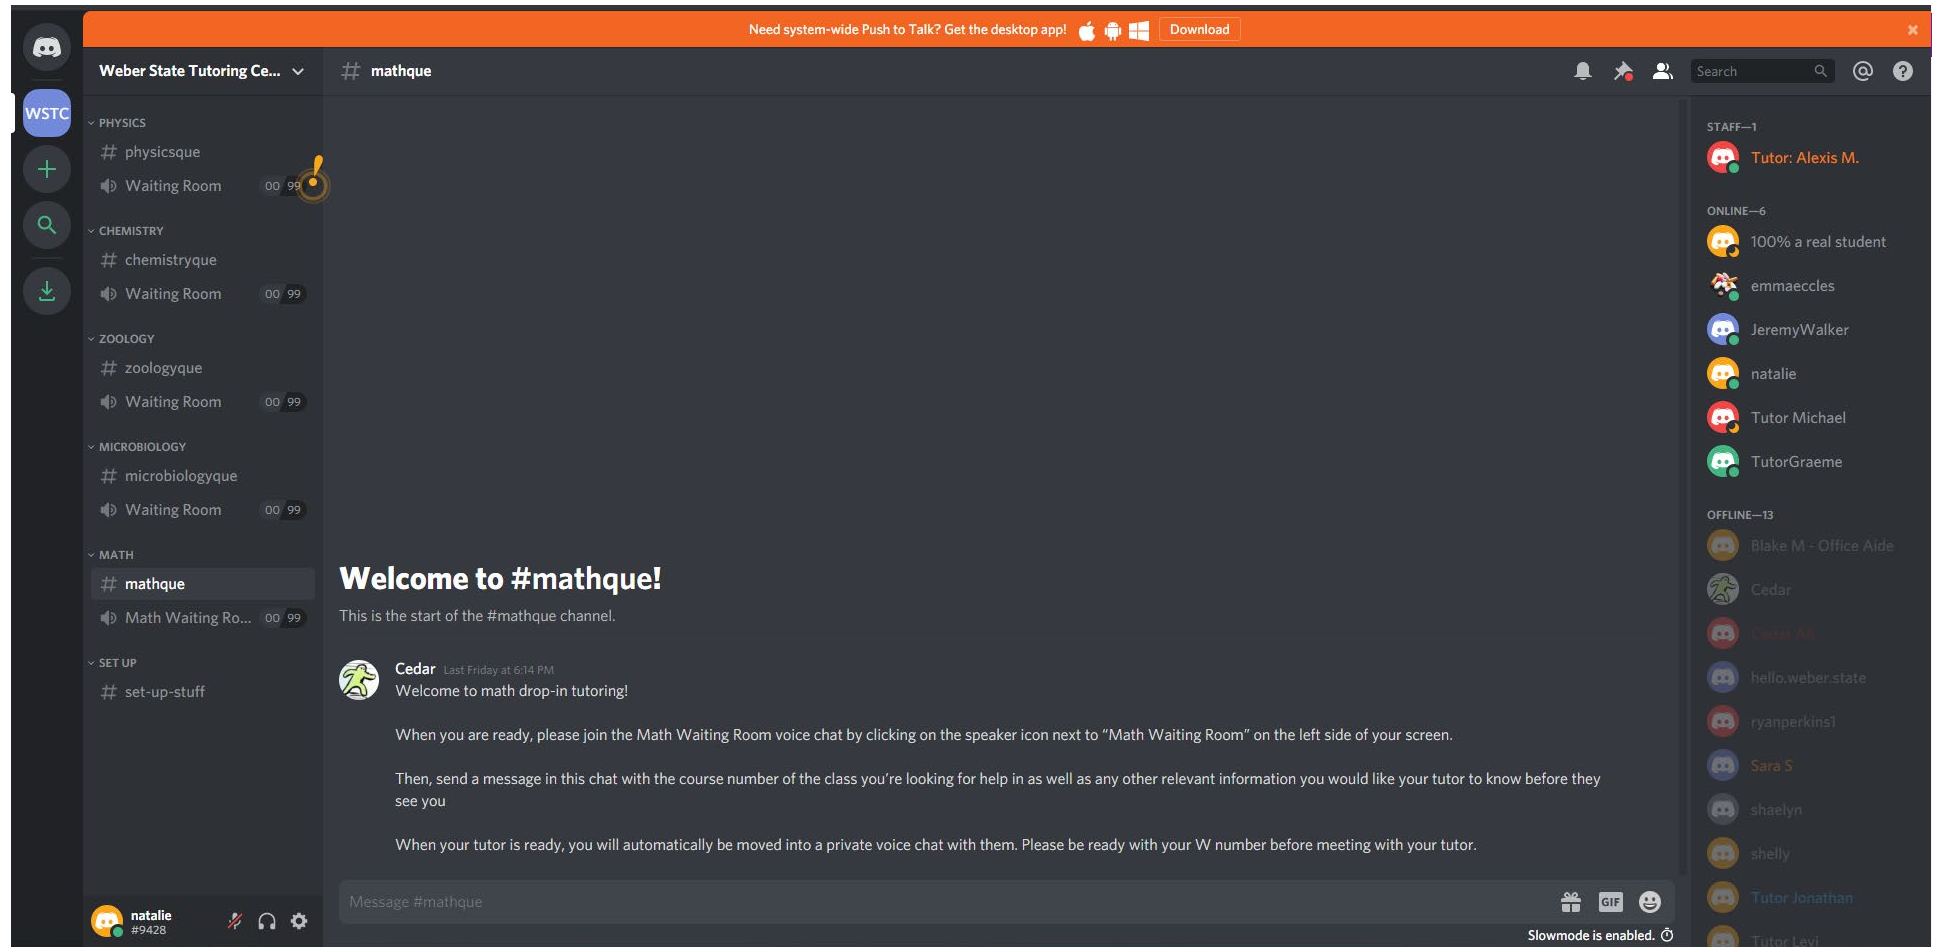 Need system-wide Push to Talk? Get the desktop app! Download
Weber State Tutoring Ce...
mathque
Search
WSTC
PHYSICS
physicsque
Waiting Room 00 99
CHEMISTRY
chemistryque
Waiting Room 00 99
ZOOLOGY
zoologyque
Waiting Room 00 99
MICROBIOLOGY
microbiologyque
Waiting Room 00 99
MATH
mathque
Math Waiting Ro... 00 99
SET UP
set-up-stuff
natalie
#9428
Welcome to #mathque!
This is the start of the #mathque channel.
Cedar Last Friday at 6:14 PM
Welcome to math drop-in tutoring!
When you are ready, please join the Math Waiting Room voice chat by clicking on the speaker icon next to “Math Waiting Room” on the left side of your screen.
Then, send a message in this chat with the course number of the class you’re looking for help in as well as any other relevant information you would like your tutor to know before they
see you
When your tutor is ready, you will automatically be moved into a private voice chat with them. Please be ready with your W number before meeting with your tutor.
Message #mathque
GIF
Slowmode is enabled.
STAFF—1
Tutor: Alexis M.
ONLINE—6
100% a real student
emmaeccles
JeremyWalker
natalie
Tutor Michael
TutorGraeme
OFFLINE—13
Blake M - Office Aide
Cedar
hello.weber.state
ryanperkins1
Sara S
shaelyn
shelly
Tutor Jonathan
Tutor Levi